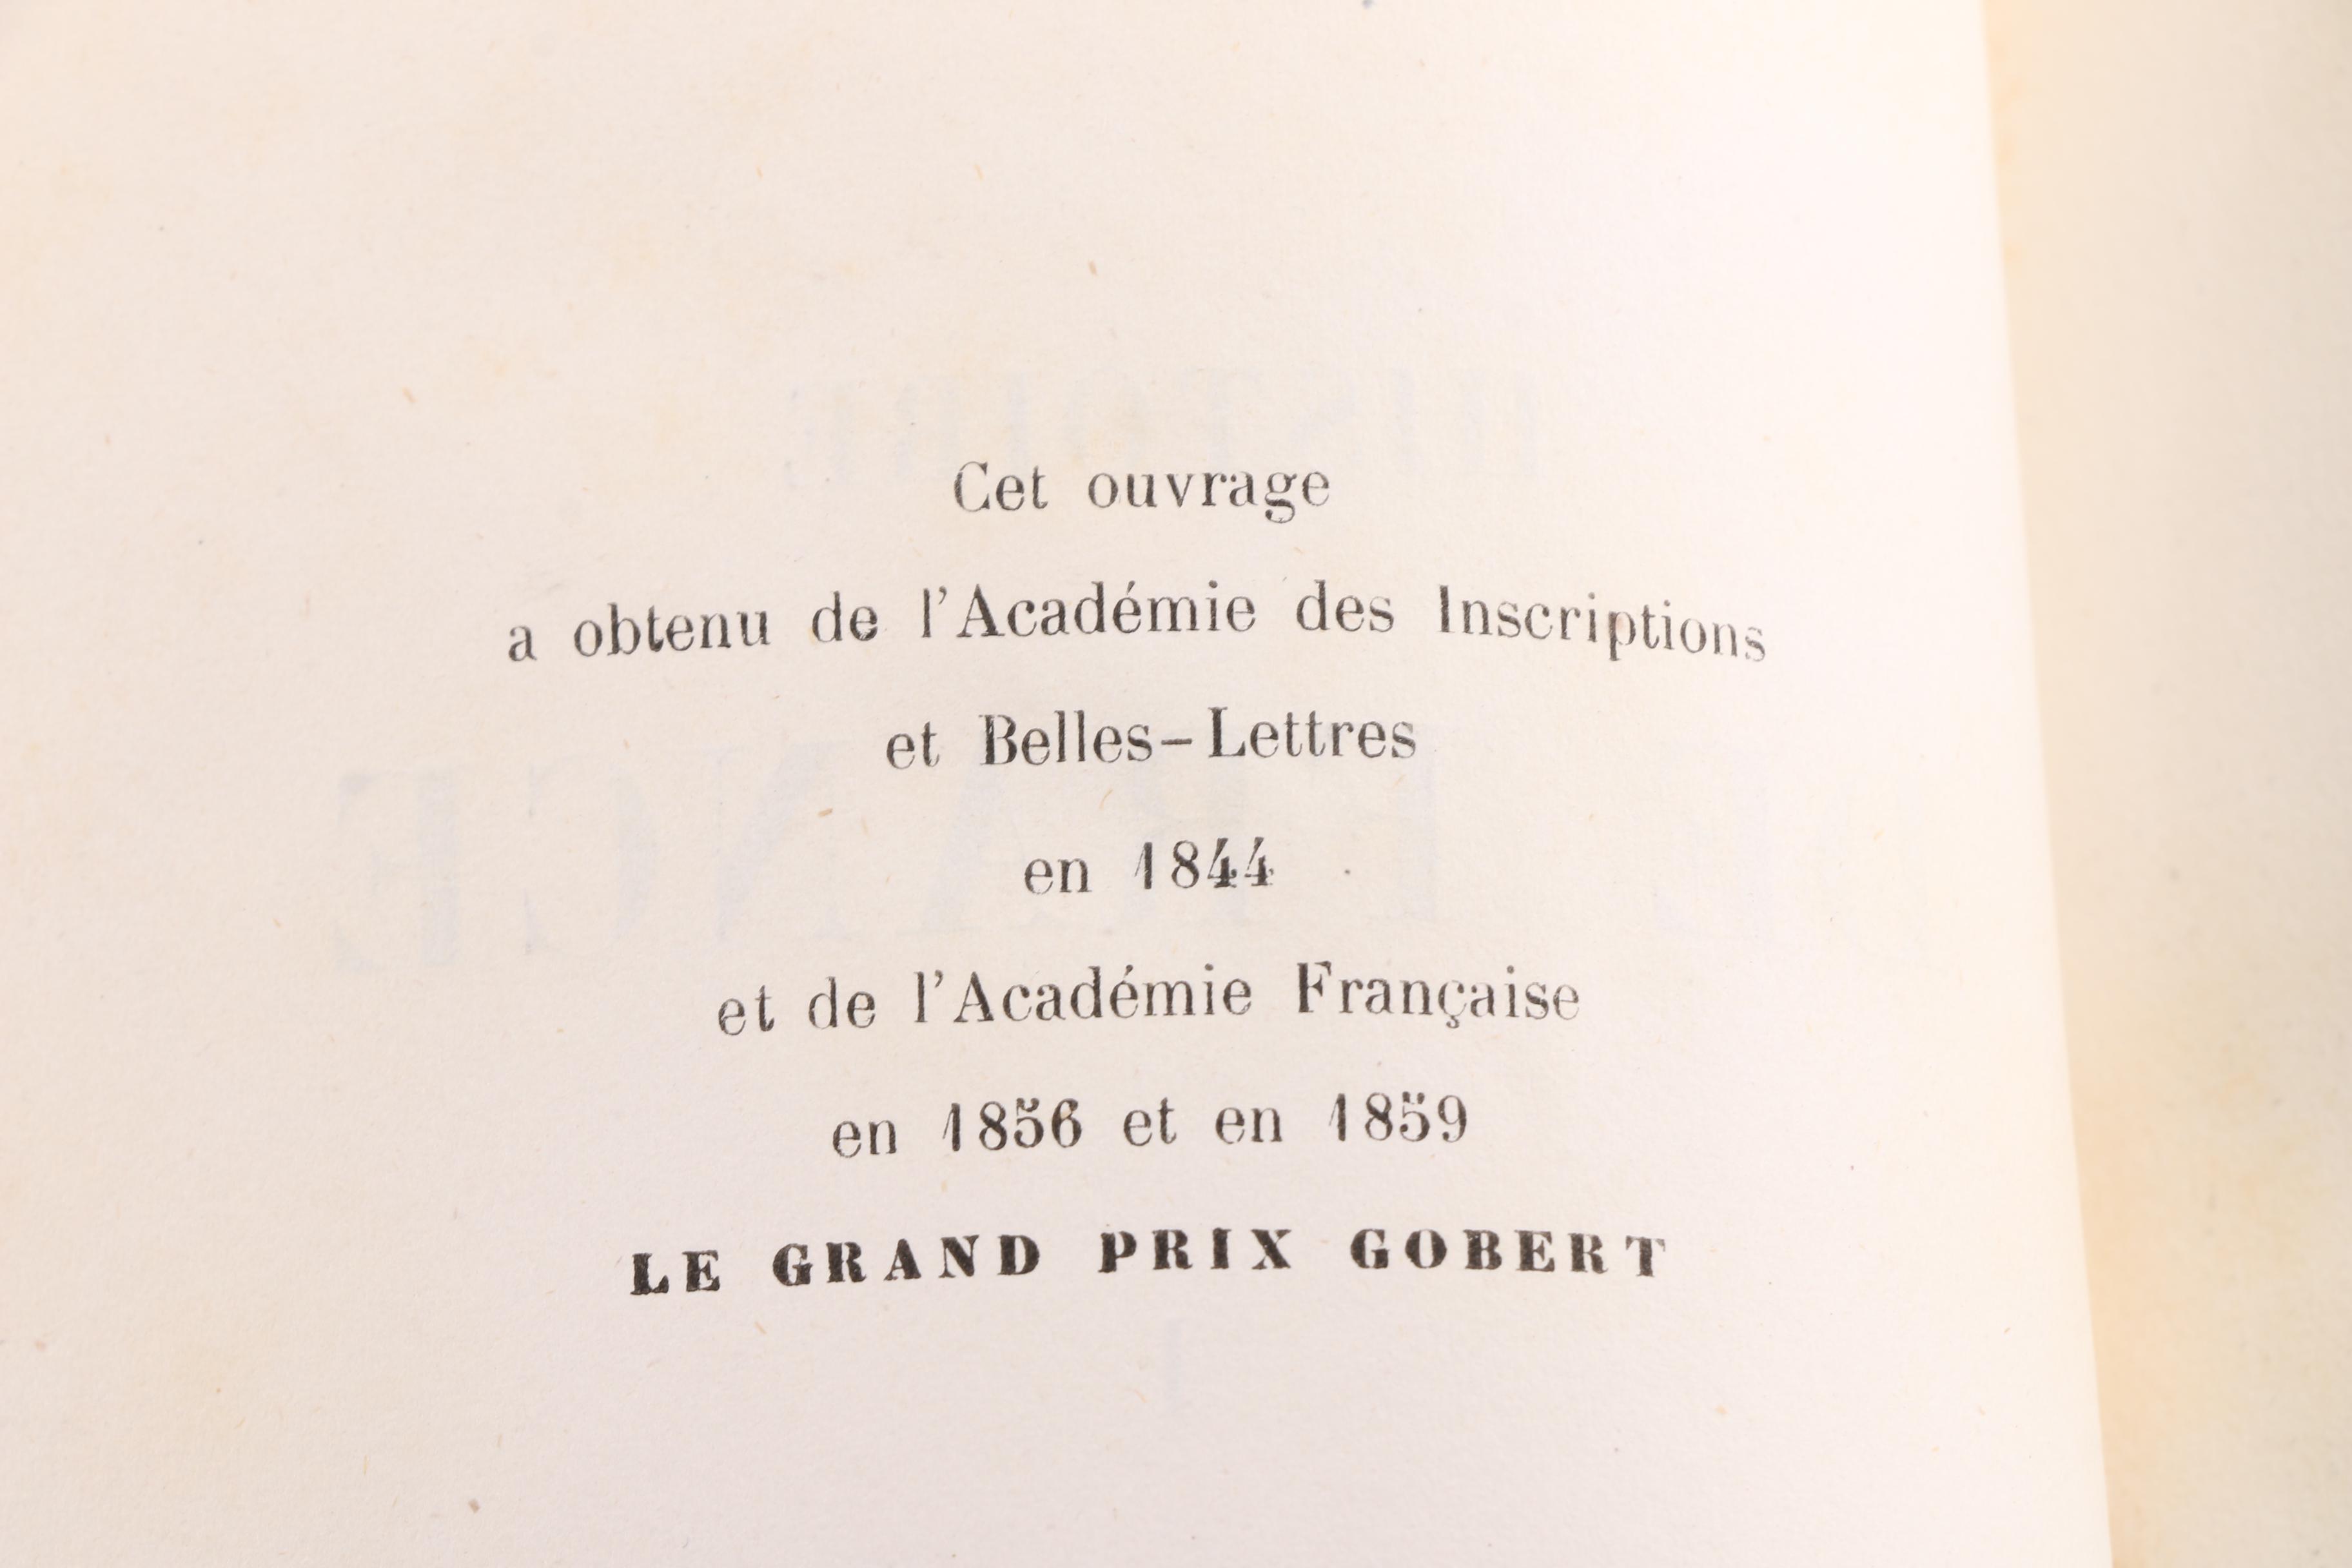 Cet ouvrage
a obtenu de l'Académie des Inscriptions
et Belles-Lettres
en 1844
et de l'Académie Française
en 1856 et en 1859
LE GRAND PRIX GOBERT